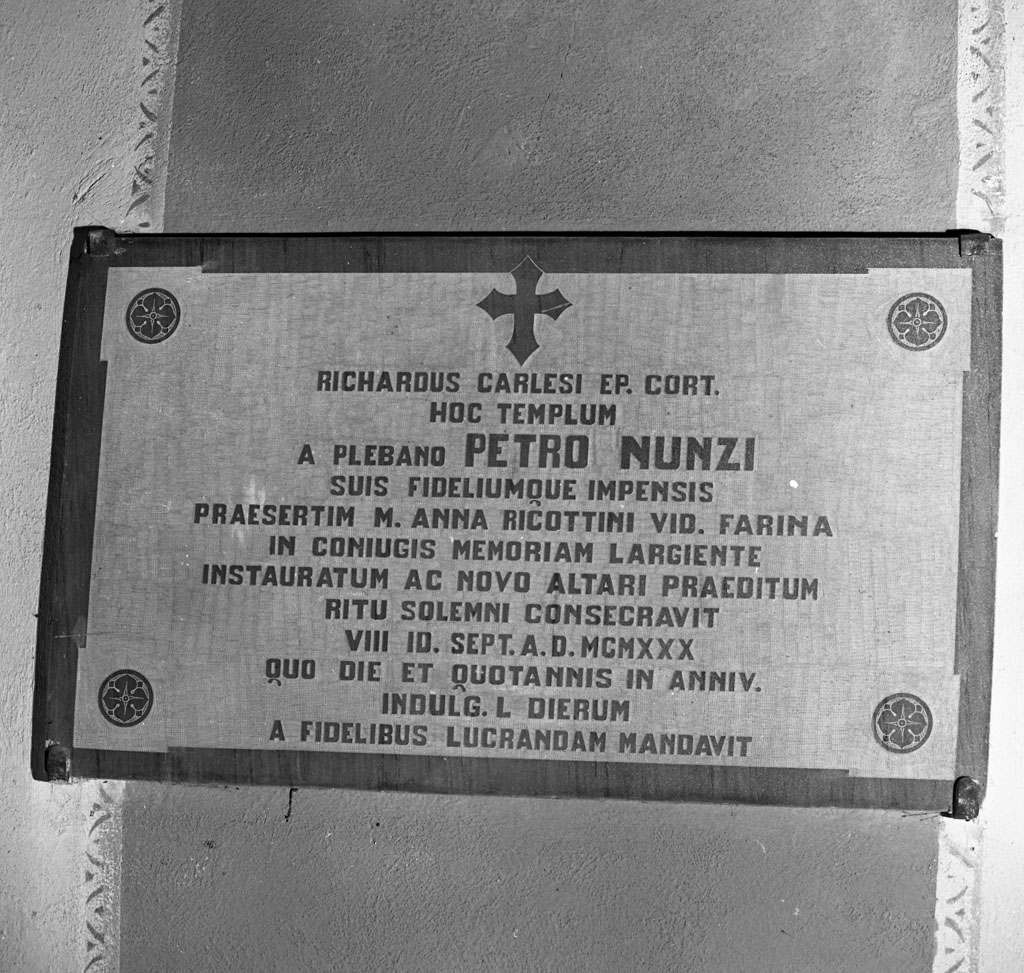 RICHARDUS CARLESI EP. CORT.
HOC TEMPLUM
A PLEBANO PETRO NUNZI
SUIS FIDELIUMQUE IMPENSIS
PRAESERTIM M. ANNA RICOTTINI VID. FARINA
IN CONIUGIS MEMORIAM LARGIENTE
INSTAURATUM AC NOVO ALTARI PRAEDITUM
RITU SOLEMNI CONSECRAVIT
VIII ID. SEPT. A.D. MCMXXX
QUO DIE ET QUOTANNIS IN ANNIV.
INDULG. L DIERUM
A FIDELIBUS LUCRANDAM MANDAVIT